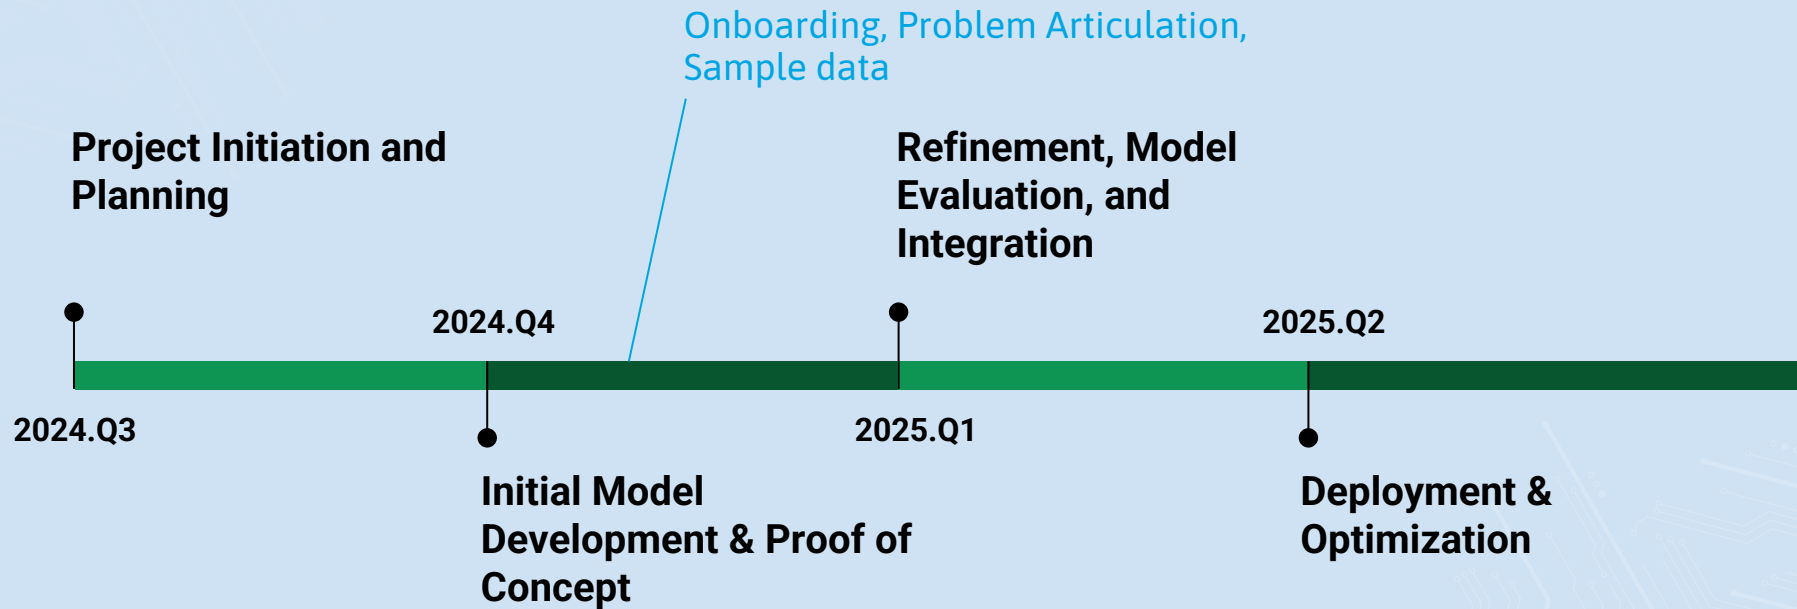 Onboarding, Problem Articulation,
Sample data
Project Initiation and
Planning
Refinement, Model
Evaluation, and
Integration
2024.Q4
2025.Q2
2024.Q3
2025.Q1
Initial Model
Development & Proof of
Concept
Deployment &
Optimization